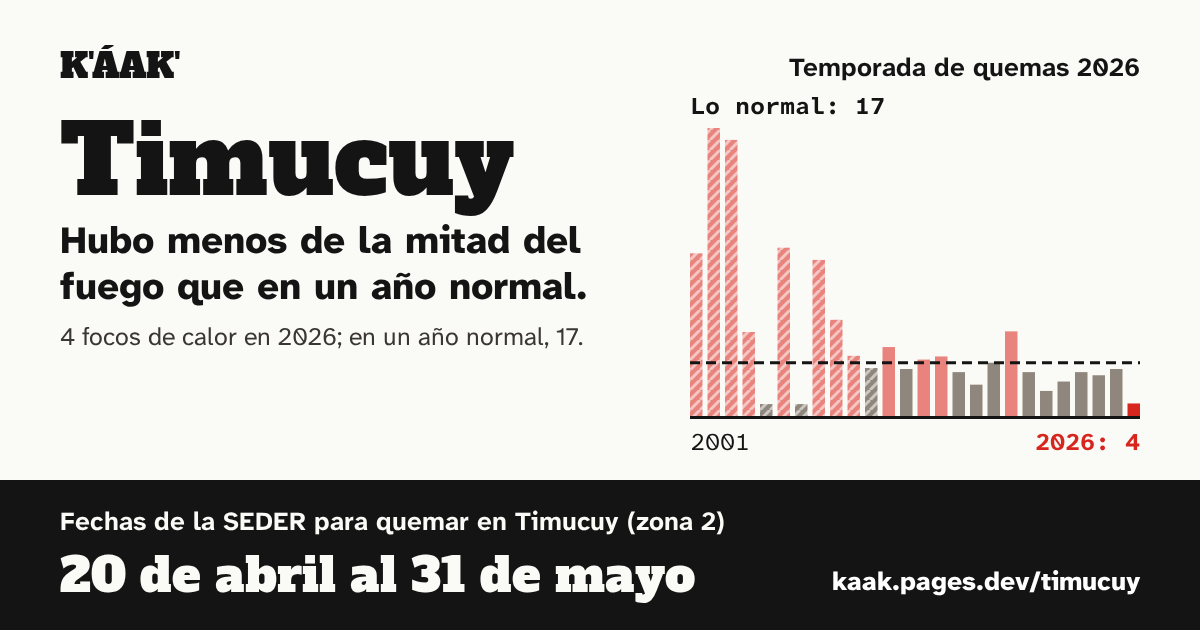 K'ÁAK'
Timucuy
Hubo menos de la mitad del
fuego que en un año normal.
4 focos de calor en 2026; en un año normal, 17.
Temporada de quemas 2026
Lo normal: 17
2001
2026: 4
Fechas de la SEDER para quemar en Timucuy (zona 2)
20 de abril al 31 de mayo
kaak.pages.dev/timucuy